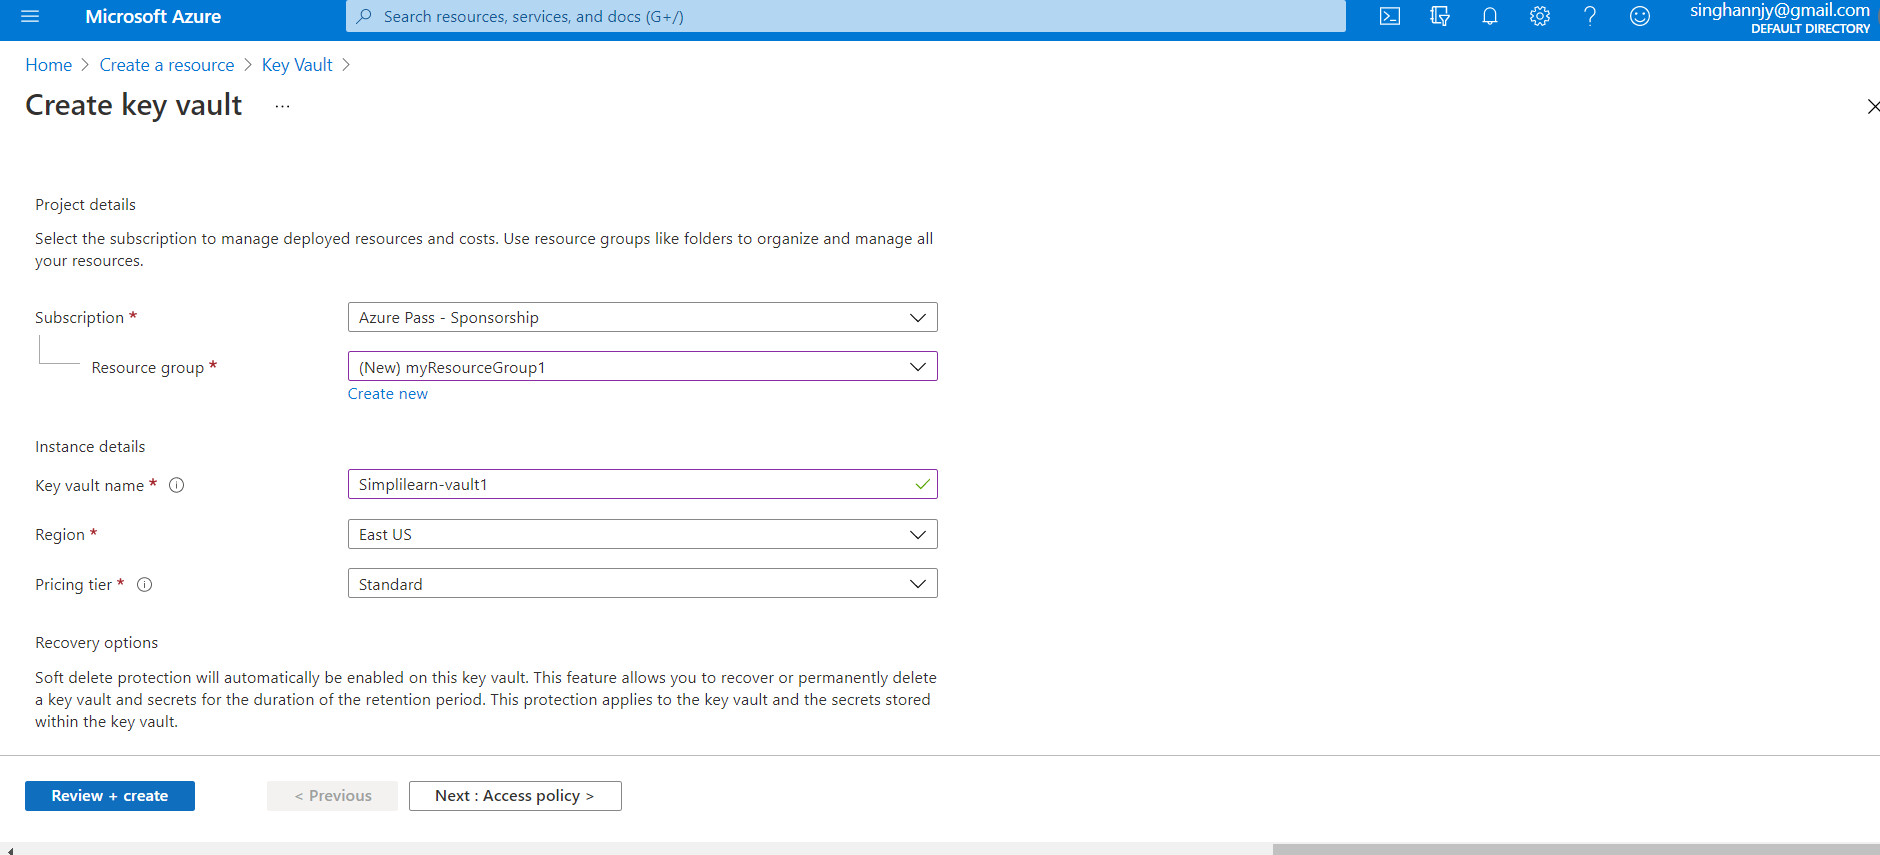 Microsoft Azure
Search resources, services, and docs (G+/)
singhannjy@gmail.com
DEFAULT DIRECTORY
Home > Create a resource > Key Vault >
Create key vault ...
Project details
Select the subscription to manage deployed resources and costs. Use resource groups like folders to organize and manage all
your resources.
Subscription * Azure Pass - Sponsorship
Resource group * (New) myResourceGroup1
Create new
Instance details
Key vault name * Simplilearn-vault1
Region * East US
Pricing tier * Standard
Recovery options
Soft delete protection will automatically be enabled on this key vault. This feature allows you to recover or permanently delete
a key vault and secrets for the duration of the retention period. This protection applies to the key vault and the secrets stored
within the key vault.
Review + create
< Previous
Next : Access policy >